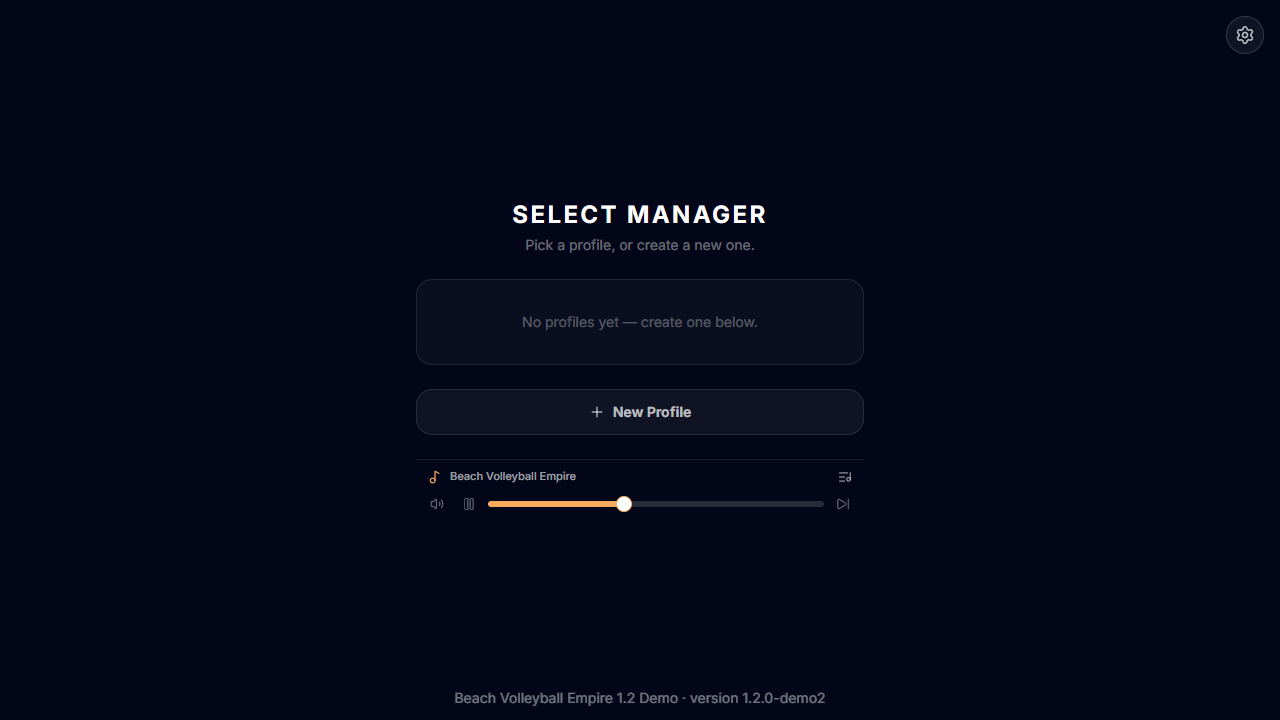 SELECT MANAGER
Pick a profile, or create a new one.
No profiles yet — create one below.
New Profile
Beach Volleyball Empire
Beach Volleyball Empire 1.2 Demo · version 1.2.0-demo2